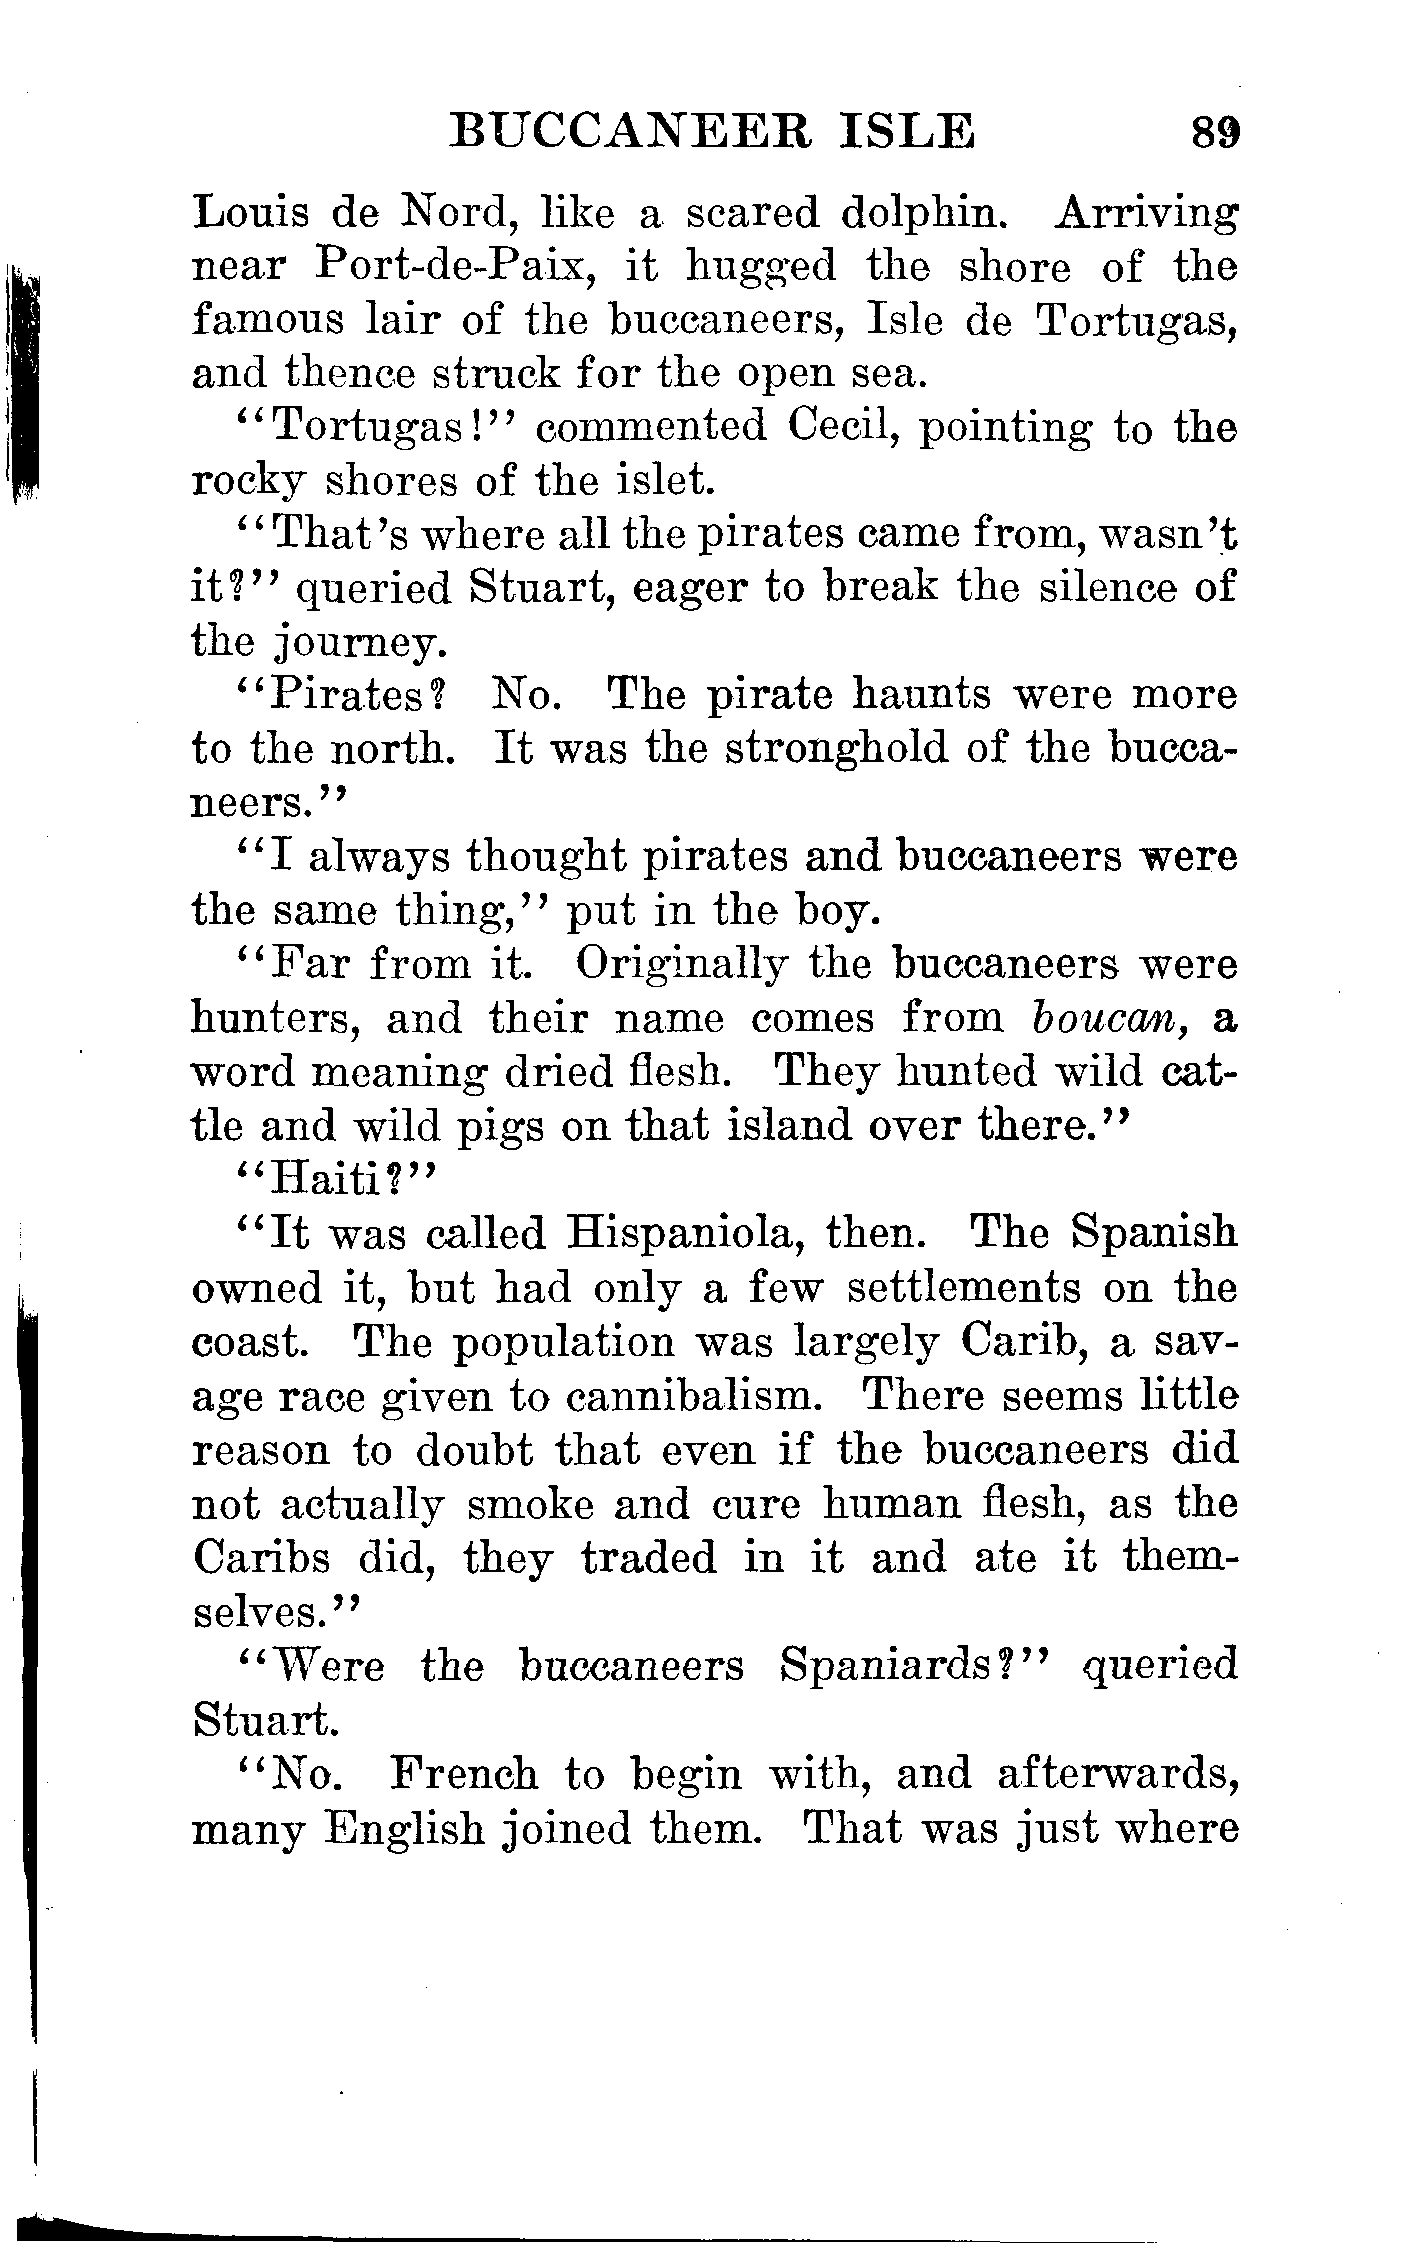 BUCCANEER ISLE 89
Louis de Nord, like a scared dolphin. Arriving
near Port-de-Paix, it hugged the shore of the
famous lair of the buccaneers, Isle de Tortugas,
and thence struck for the open sea.
"Tortugas!" commented Cecil, pointing to the
rocky shores of the islet.
"That's where all the pirates came from, wasn't
it?" queried Stuart, eager to break the silence of
the journey.
"Pirates? No. The pirate haunts were more
to the north. It was the stronghold of the bucca-
neers."
"I always thought pirates and buccaneers were
the same thing," put in the boy.
"Far from it. Originally the buccaneers were
hunters, and their name comes from boucan, a
word meaning dried flesh. They hunted wild cat-
tle and wild pigs on that island over there."
"Haiti?"
"It was called Hispaniola, then. The Spanish
owned it, but had only a few settlements on the
coast. The population was largely Carib, a sav-
age race given to cannibalism. There seems little
reason to doubt that even if the buccaneers did
not actually smoke and cure human flesh, as the
Caribs did, they traded in it and ate it them-
selves."
"Were the buccaneers Spaniards?" queried
Stuart.
"No. French to begin with, and afterwards,
many English joined them. That was just where